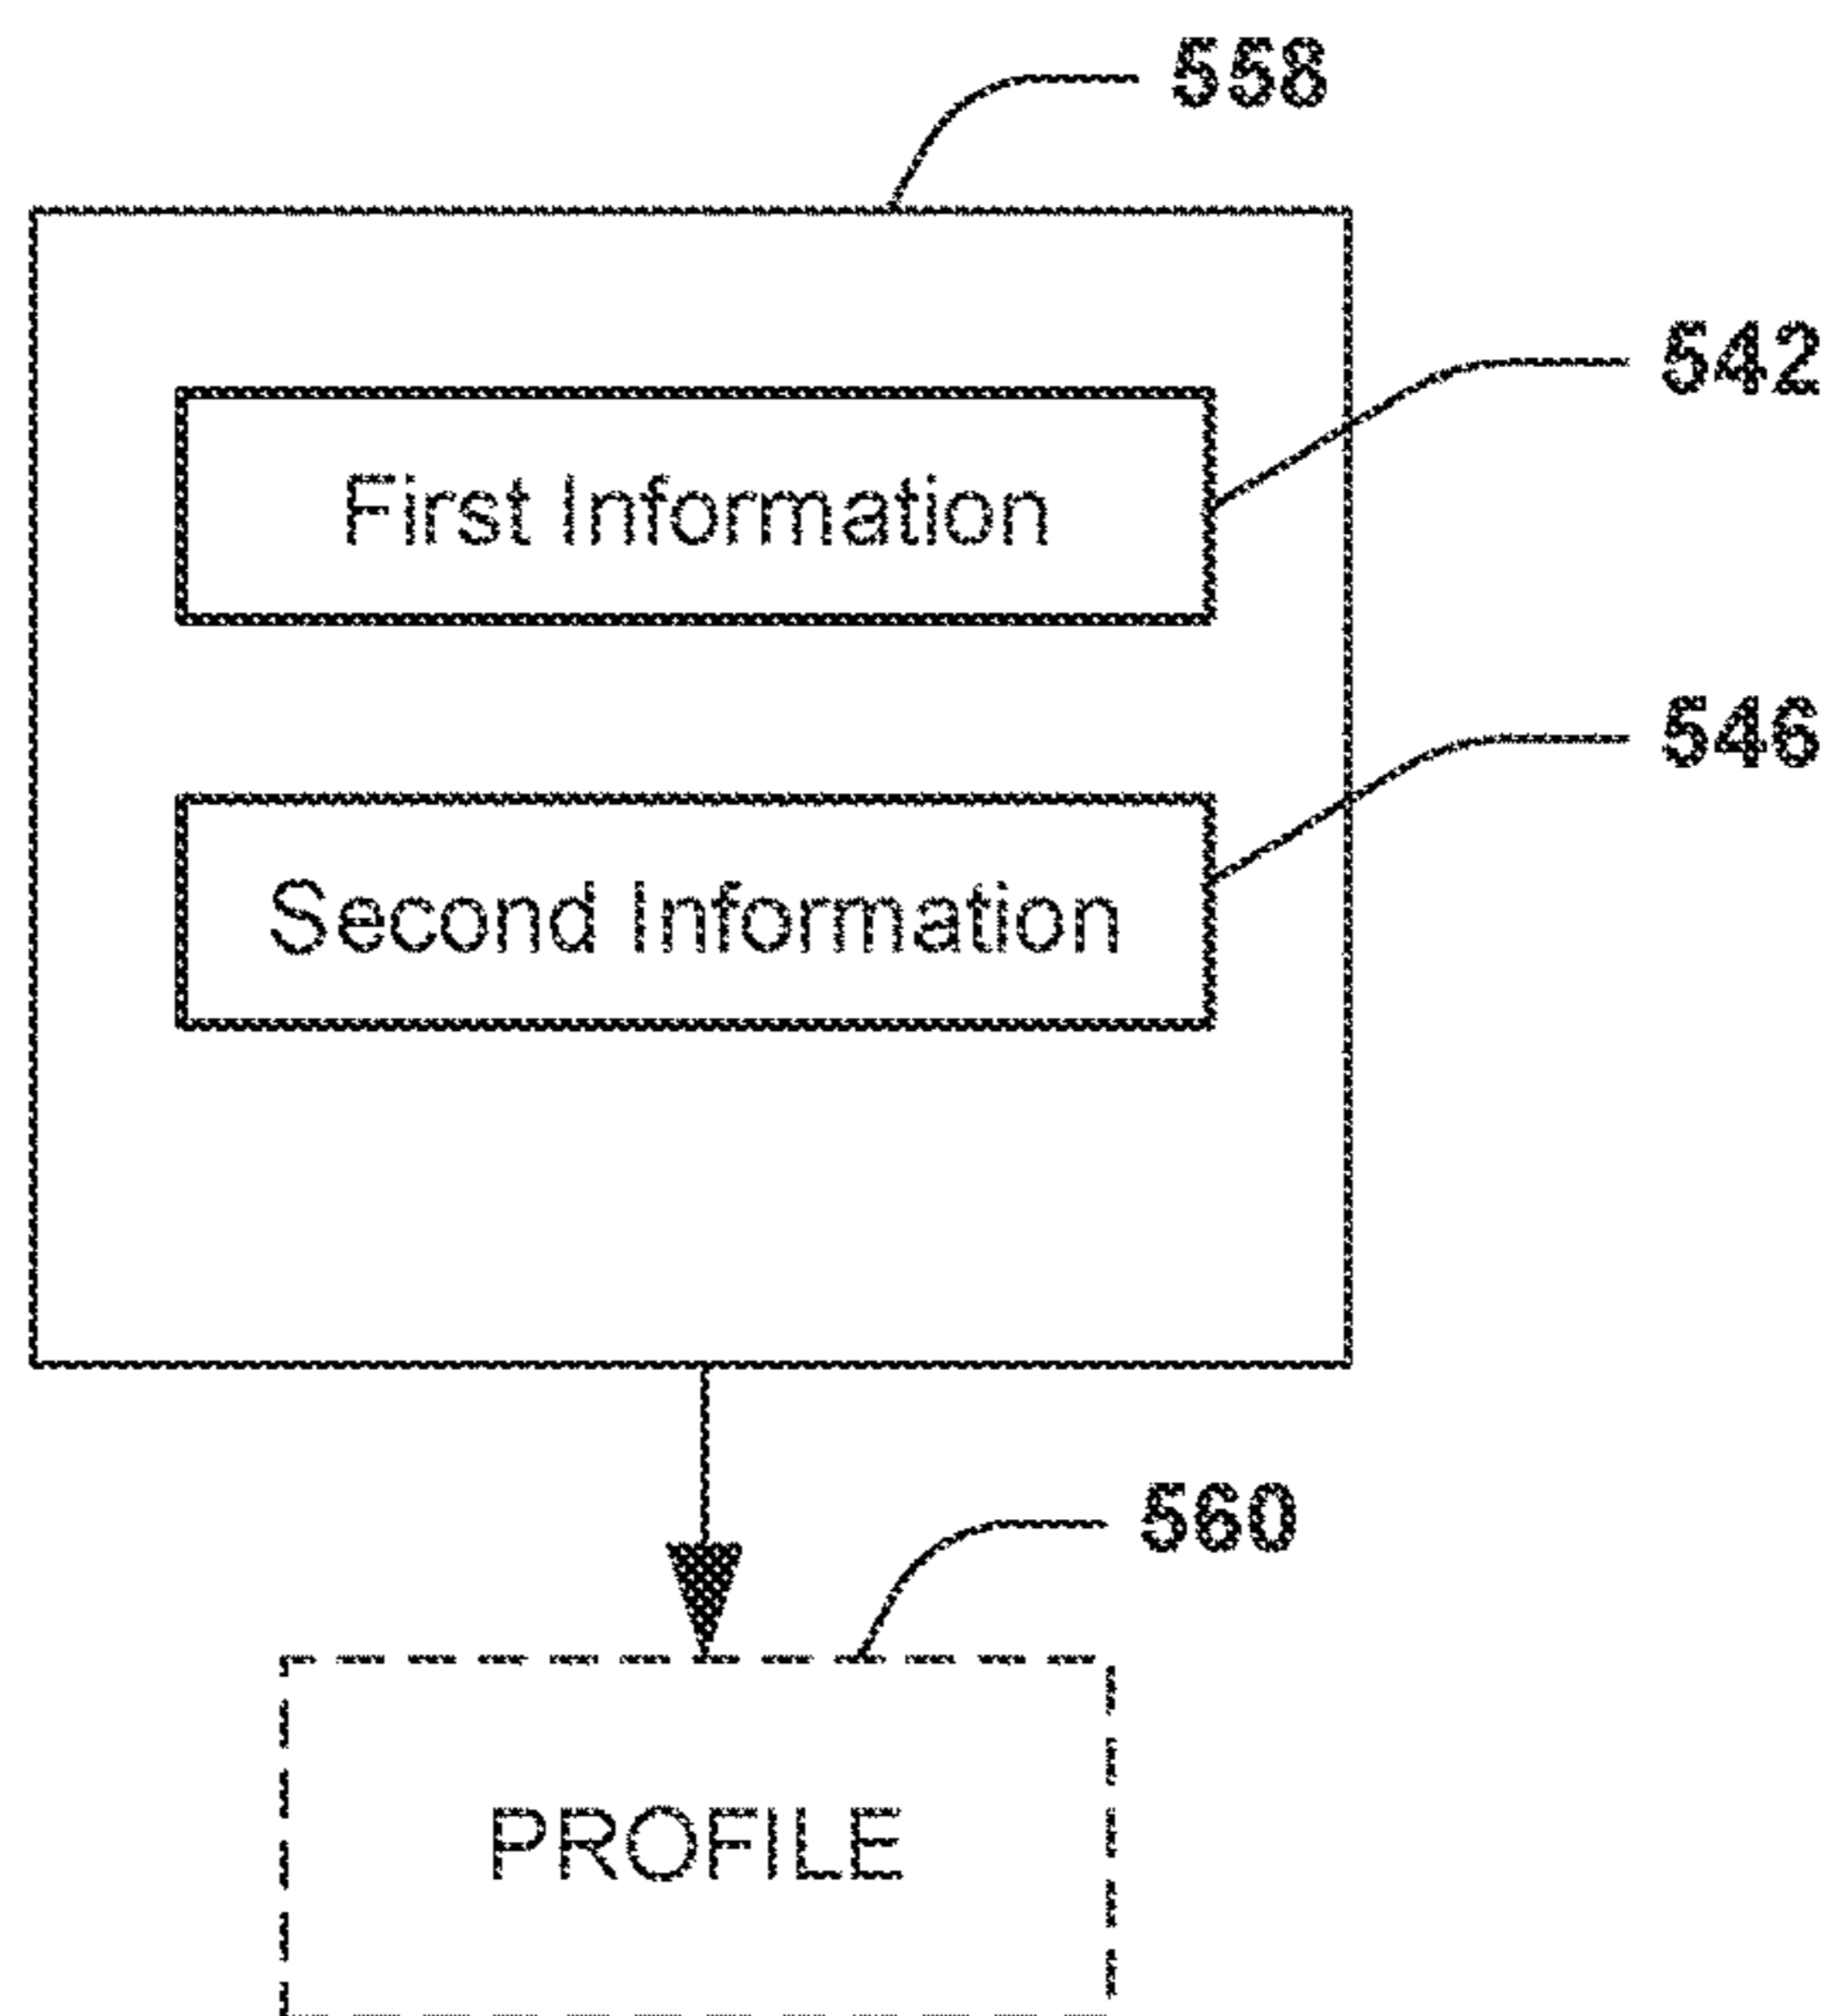 558
542
First Information
546
Second Information
560
PROFILE